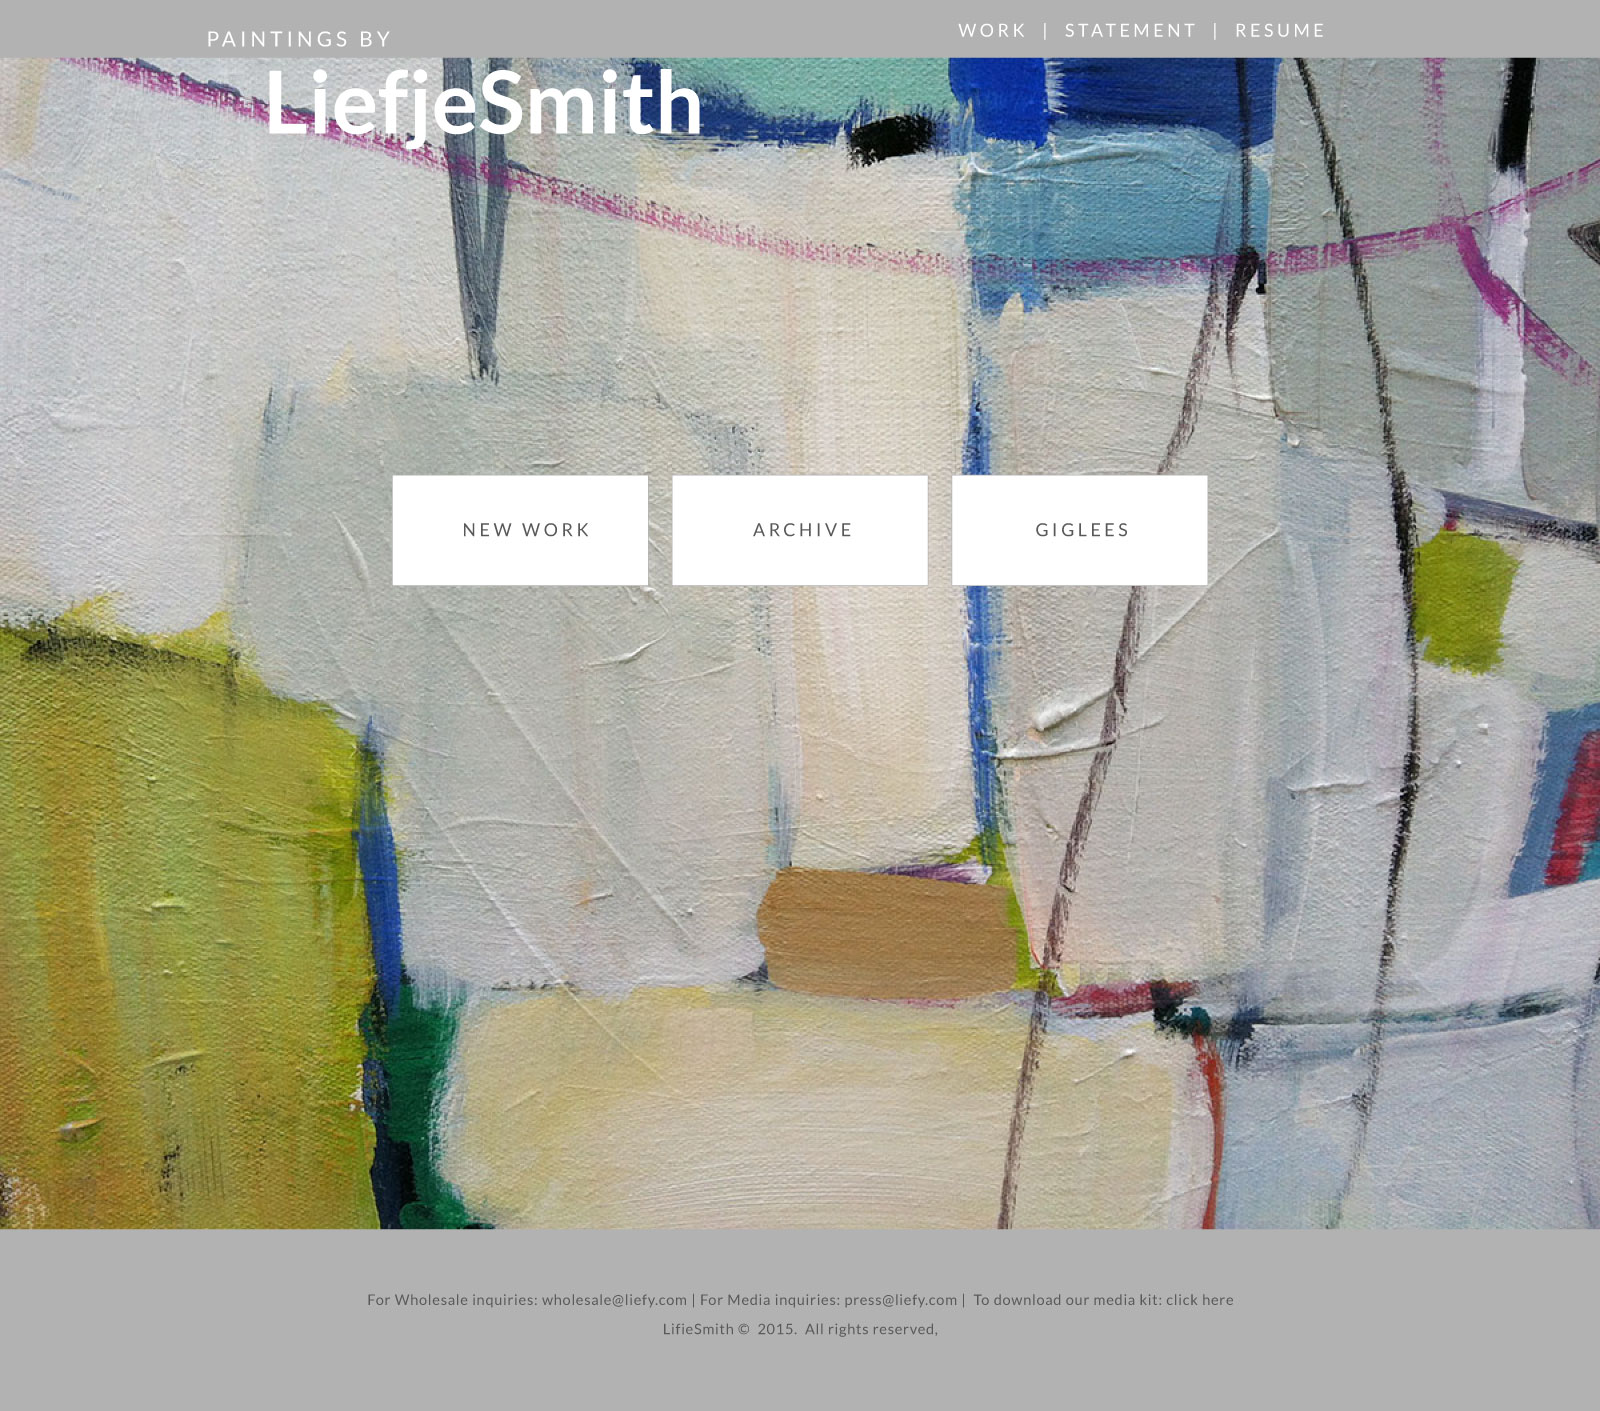 PAINTINGS BY
WORK | STATEMENT | RESUME
LiefjeSmith
NEW WORK
ARCHIVE
GIGLEES
For Wholesale inquiries: wholesale@liefy.com | For Media inquiries: press@liefy.com | To download our media kit: click here
LifieSmith © 2015. All rights reserved,